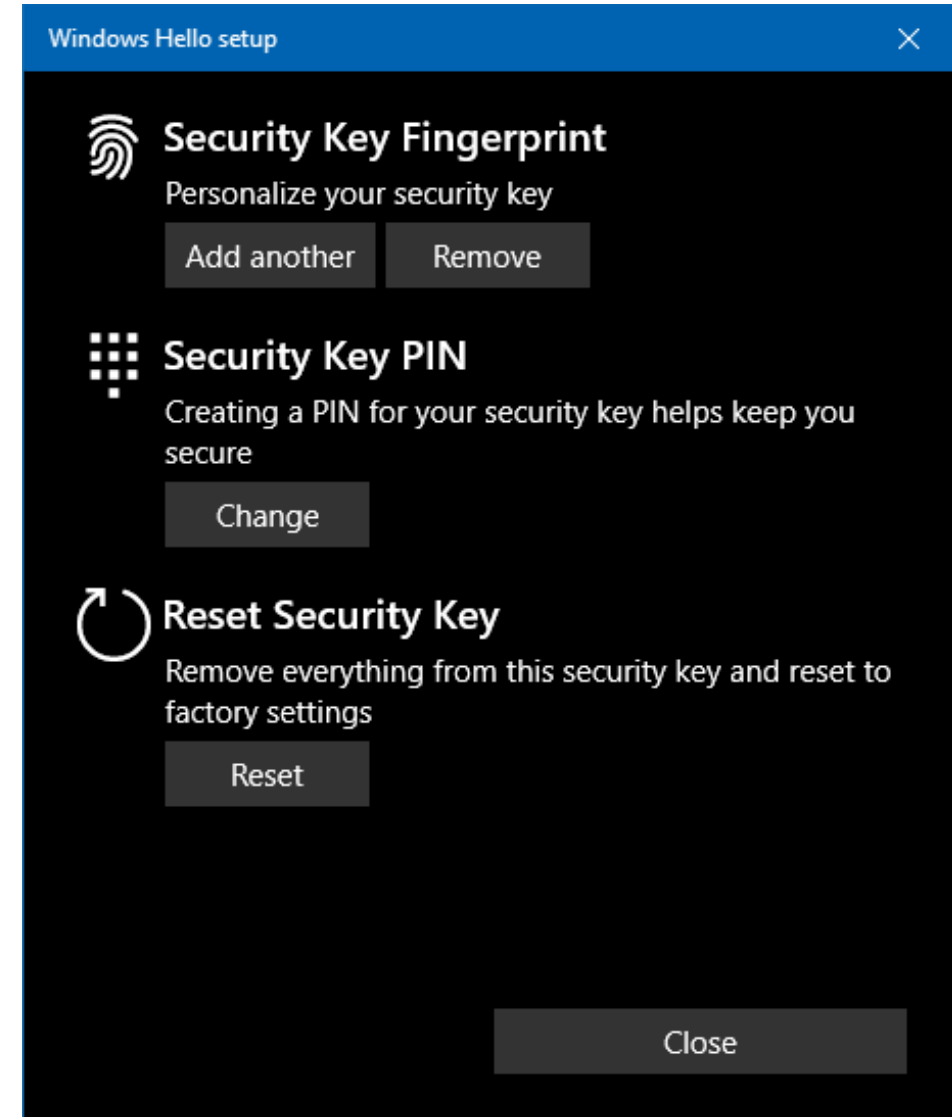 Windows Hello setup
Security Key Fingerprint
Personalize your security key
Add another Remove
Security Key PIN
Creating a PIN for your security key helps keep you
secure
Change
Reset Security Key
Remove everything from this security key and reset to
factory settings
Reset
Close